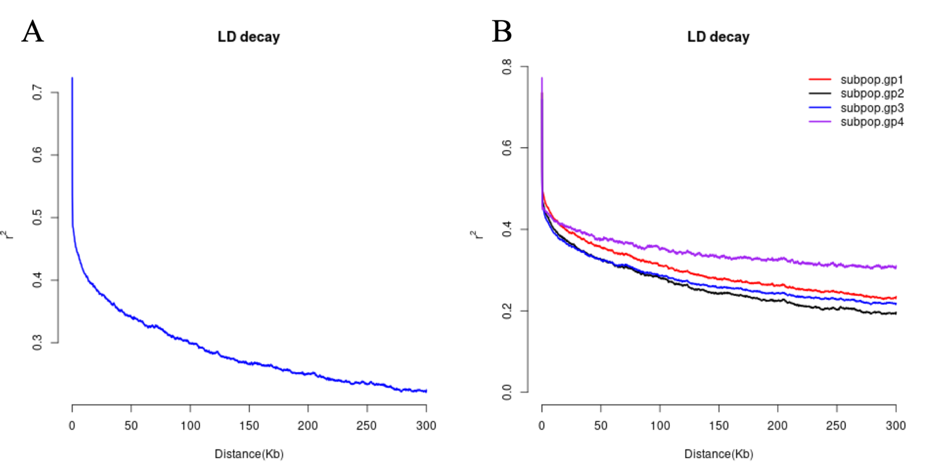 A
LD decay
0.7
0.6
0.5
0.4
0.3
r²
0 50 100 150 200 250 300
Distance(Kb)
B
LD decay
subpop.gp1
subpop.gp2
subpop.gp3
subpop.gp4
0.8
0.6
0.4
0.2
0.0
r²
0 50 100 150 200 250 300
Distance(Kb)